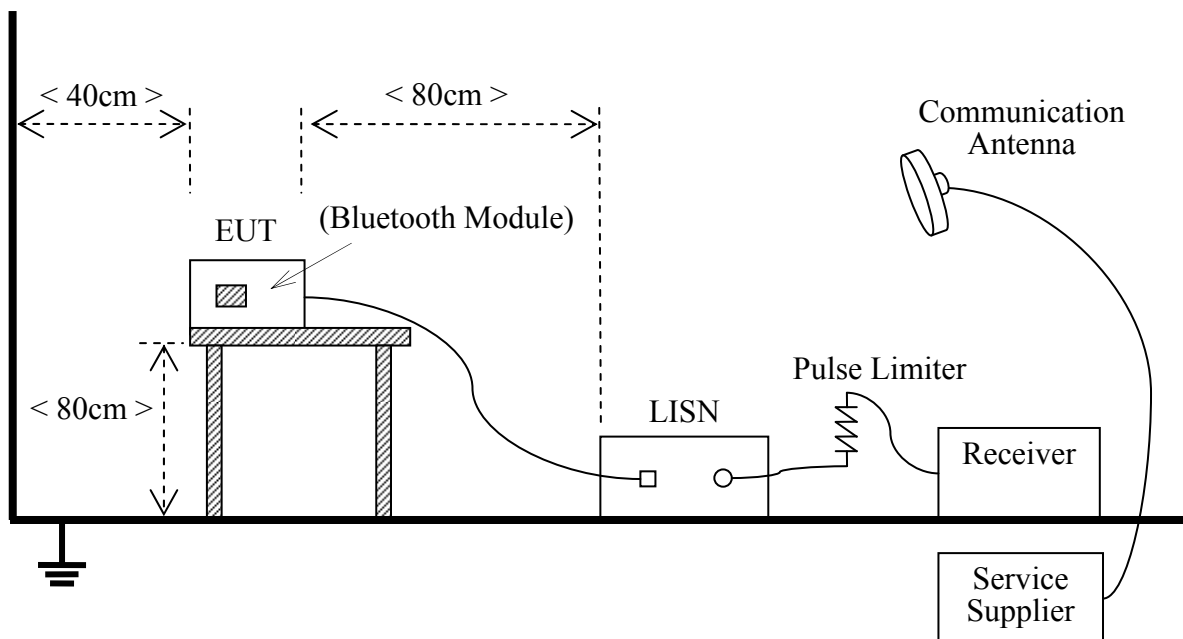 < 40cm >
< 80cm >
Communication
Antenna
EUT
(Bluetooth Module)
< 80cm >
LISN
Pulse Limiter
Receiver
Service
Supplier